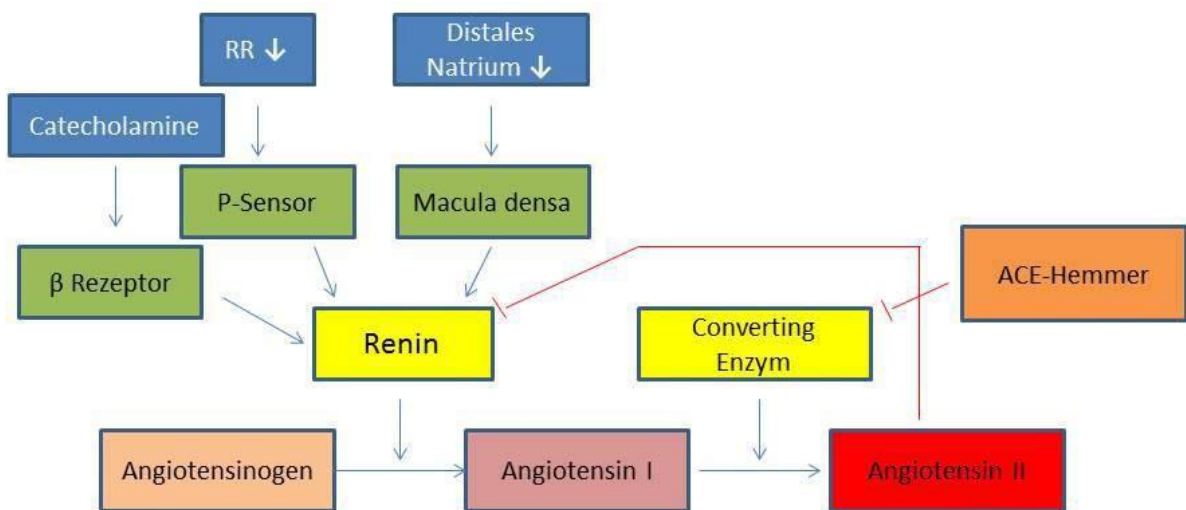 RR ↓
Distales
Natrium ↓
Catecholamine
P-Sensor
Macula densa
β Rezeptor
ACE-Hemmer
Renin
Converting
Enzym
Angiotensinogen
Angiotensin I
Angiotensin II